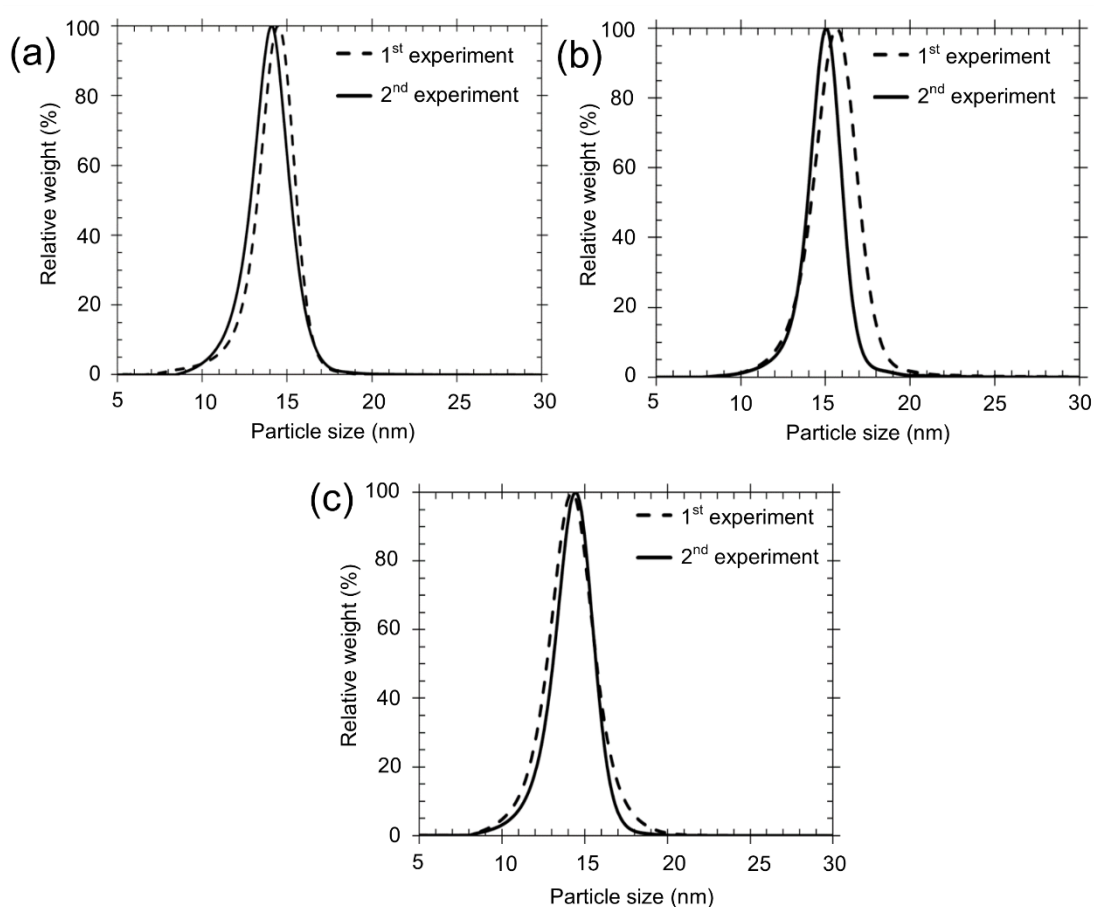 (a)
1st experiment
2nd experiment
Relative weight (%)
100
80
60
40
20
0
5 10 15 20 25 30
Particle size (nm)
(b)
1st experiment
2nd experiment
Relative weight (%)
100
80
60
40
20
0
5 10 15 20 25 30
Particle size (nm)
(c)
1st experiment
2nd experiment
Relative weight (%)
100
80
60
40
20
0
5 10 15 20 25 30
Particle size (nm)